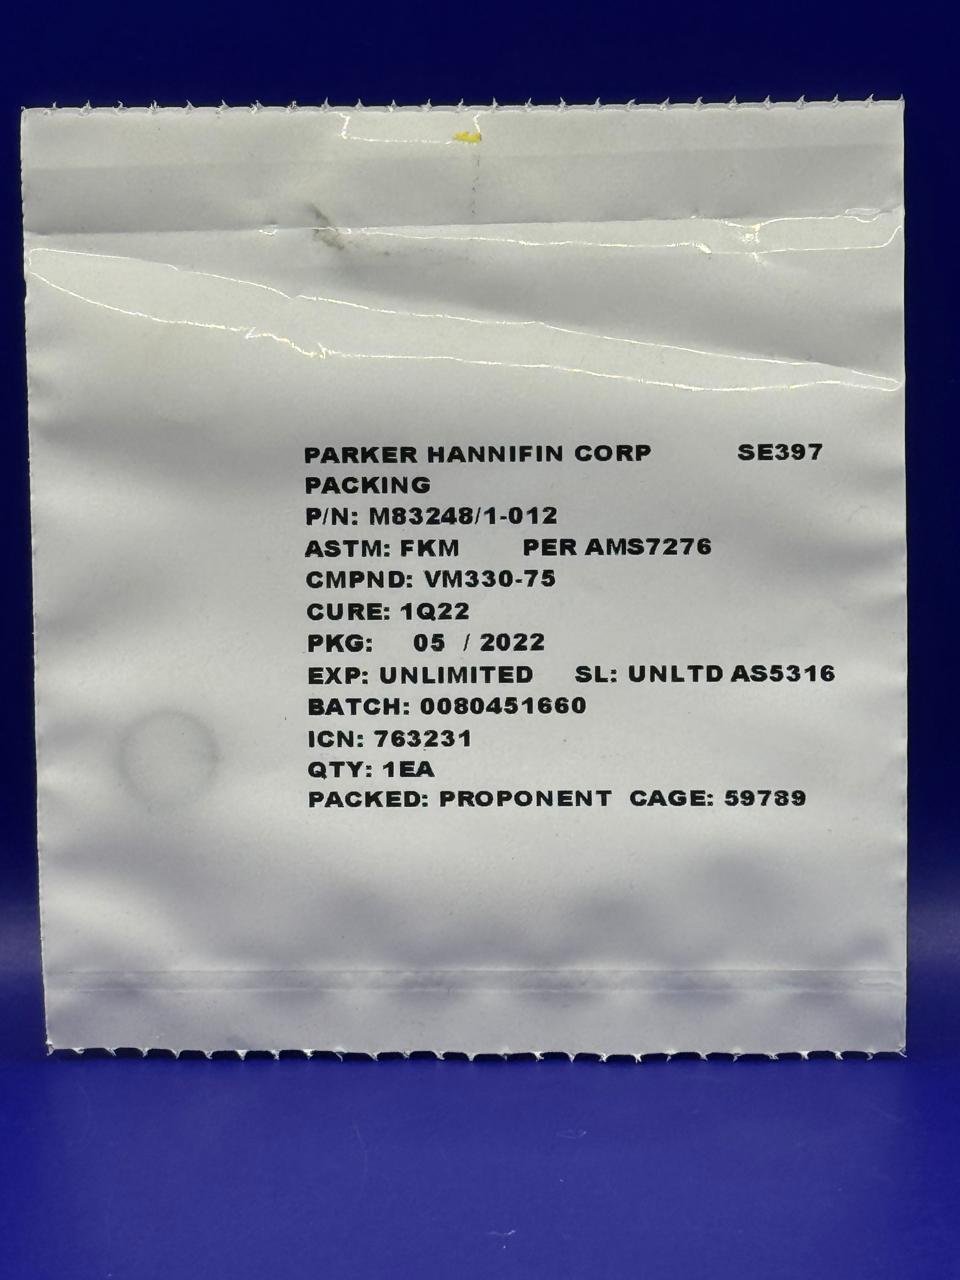 PARKER HANNIFIN CORP SE397
PACKING
P/N: M83248/1-012
ASTM: FKM PER AMS7276
CMPND: VM330-75
CURE: 1Q22
PKG: 05 / 2022
EXP: UNLIMITED SL: UNLTD AS5316
BATCH: 0080451660
ICN: 763231
QTY: 1EA
PACKED: PROPONENT CAGE: 59789